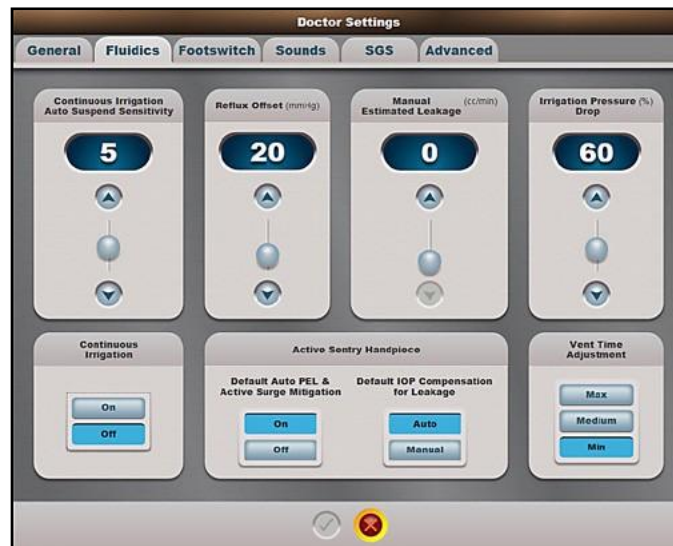 Doctor Settings
General Fluidics Footswitch Sounds SGS Advanced
Continuous Irrigation
Auto Suspend Sensitivity
5
Reflux Offset (mmHg)
20
Manual (cc/min)
Estimated Leakage
0
Irrigation Pressure (%)
Drop
60
Continuous
Irrigation
On
Off
Active Sentry Handpiece
Default Auto PEL &
Active Surge Mitigation
On
Off
Default IOP Compensation
for Leakage
Auto
Manual
Vent Time
Adjustment
Max
Medium
Min